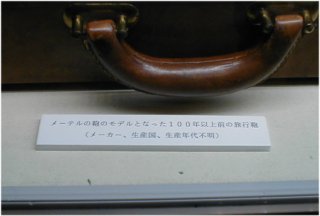 メーテルの鞄のモデルとなった１００年以上前の旅行鞄
（メーカー、生産国、生産年代不明）